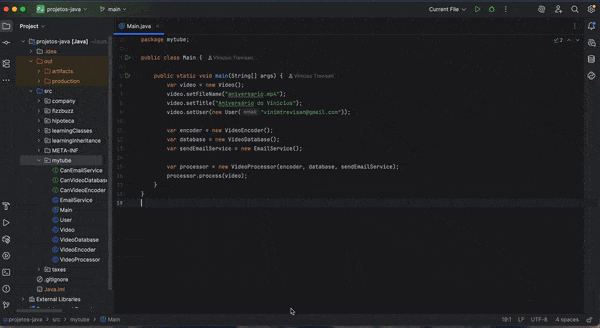 projetos-java
main
Current File
Project
Main.java
package mytube;
public class Main {
Vinicius Trevisan
public static void main(String[] args) {
Vinicius Trevisan
var video = new Video();
video.setFileName("aniversario.mp4");
video.setTitle("Aniversário do Vinicius");
video.setUser(new User( email: "vinimtrevisan@gmail.com"));
var encoder = new VideoEncoder();
var database = new VideoDatabase();
var sendEmailService = new EmailService();
var processor = new VideoProcessor(encoder, database, sendEmailService);
processor.process(video);
}
}
19
projetos-java
.idea
out
artifacts
production
src
company
fizzbuzz
hipoteca
learningClasses
learningInheritance
META-INF
mytube
CanEmailService
CanVideoDatabase
CanVideoEncoder
EmailService
Main
User
Video
VideoDatabase
VideoEncoder
VideoProcessor
taxes
.gitignore
Java.iml
External Libraries
projetos-java > src > mytube > Main
19:1 LF UTF-8 4 spaces